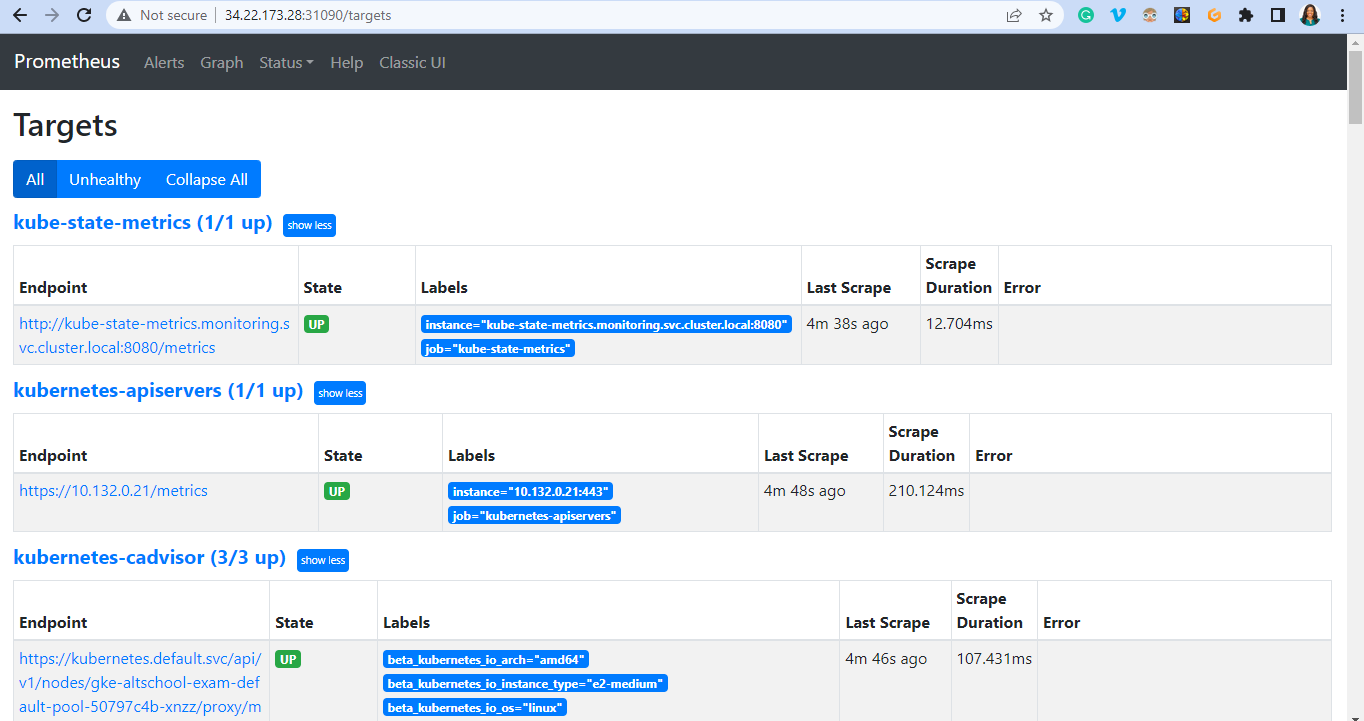 Not secure 34.22.173.28:31090/targets
Prometheus Alerts Graph Status Help Classic UI
Targets
All Unhealthy Collapse All
kube-state-metrics (1/1 up) show less
Endpoint State Labels Last Scrape Scrape Duration Error
http://kube-state-metrics.monitoring.s
vc.cluster.local:8080/metrics
UP
instance="kube-state-metrics.monitoring.svc.cluster.local:8080"
job="kube-state-metrics"
4m 38s ago
12.704ms
kubernetes-apiservers (1/1 up) show less
Endpoint State Labels Last Scrape Scrape Duration Error
https://10.132.0.21/metrics
UP
instance="10.132.0.21:443"
job="kubernetes-apiservers"
4m 48s ago
210.124ms
kubernetes-cadvisor (3/3 up) show less
Endpoint State Labels Last Scrape Scrape Duration Error
https://kubernetes.default.svc/api/
v1/nodes/gke-altschool-exam-def
ault-pool-50797c4b-xnzz/proxy/m
UP
beta_kubernetes_io_arch="amd64"
beta_kubernetes_io_instance_type="e2-medium"
beta_kubernetes_io_os="linux"
4m 46s ago
107.431ms